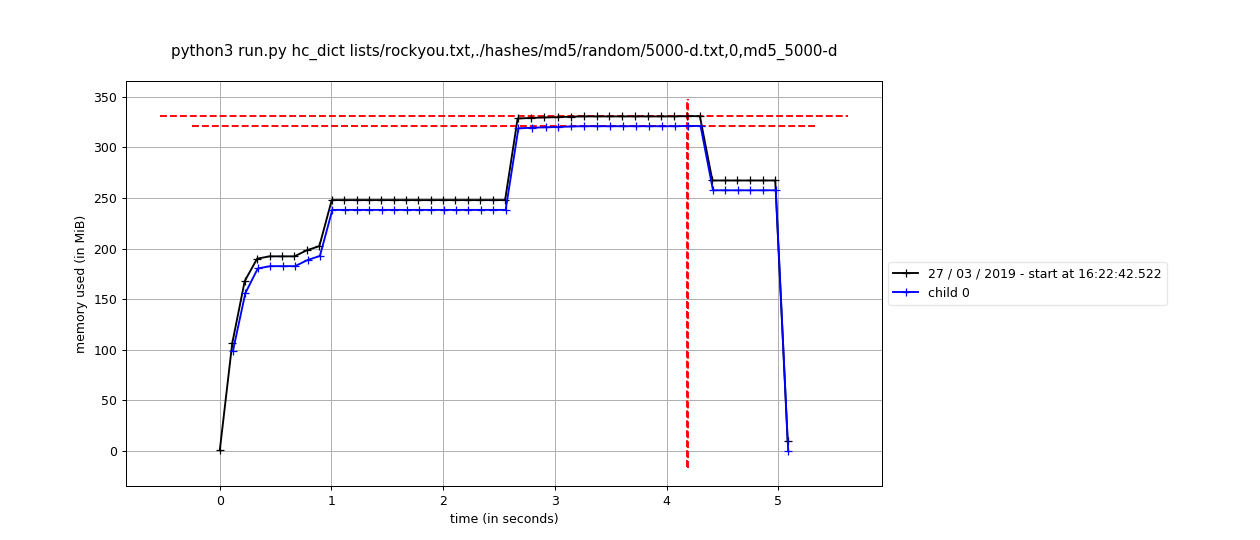 python3 run.py hc_dict lists/rockyou.txt,./hashes/md5/random/5000-d.txt,0,md5_5000-d
350
300
250
200
150
100
50
0
memory used (in MiB)
0 1 2 3 4 5
time (in seconds)
27 / 03 / 2019 - start at 16:22:42.522
child 0